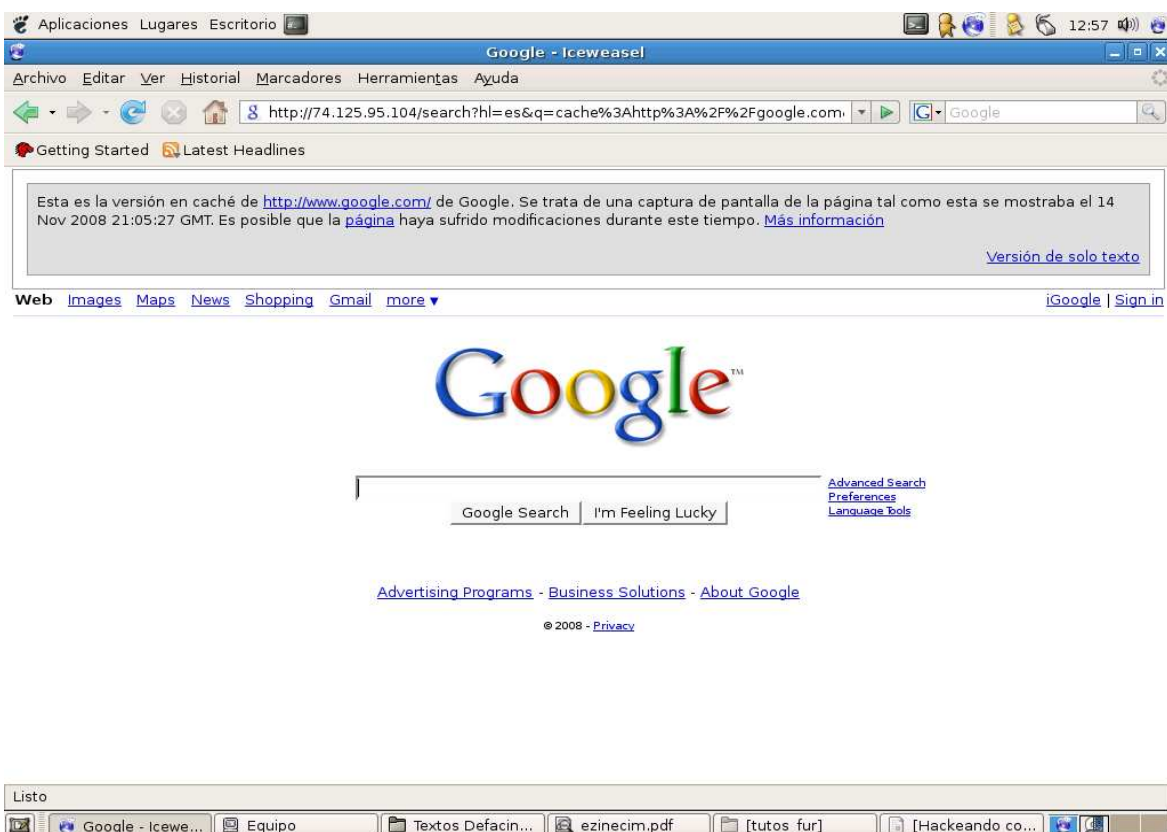 Aplicaciones Lugares Escritorio 12:57
Google - Iceweasel
Archivo Editar Ver Historial Marcadores Herramientas Ayuda
http://74.125.95.104/search?hl=es&q=cache%3Ahttp%3A%2F%2Fgoogle.com Google
Getting Started Latest Headlines
Esta es la versión en caché de http://www.google.com/ de Google. Se trata de una captura de pantalla de la página tal como esta se mostraba el 14
Nov 2008 21:05:27 GMT. Es posible que la página haya sufrido modificaciones durante este tiempo. Más información
Versión de solo texto
Web Images Maps News Shopping Gmail more ▼ iGoogle | Sign in
Google™
Advanced Search
Preferences
Language Tools
Google Search I'm Feeling Lucky
Advertising Programs - Business Solutions - About Google
© 2008 - Privacy
Listo
Google - Icewe... Equipo Textos Defacin... ezinecim.pdf [tutos fur] [Hackeando co...